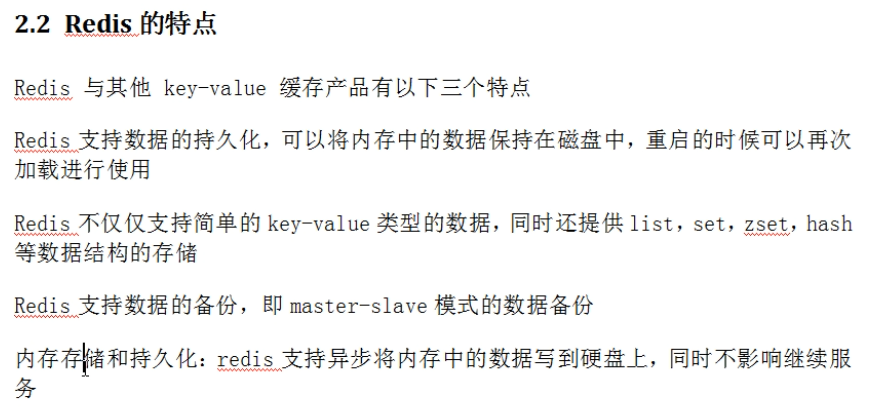 2.2 Redis 的特点
Redis 与其他 key-value 缓存产品有以下三个特点
Redis 支持数据的持久化，可以将内存中的数据保持在磁盘中，重启的时候可以再次
加载进行使用
Redis 不仅仅支持简单的 key-value 类型的数据，同时还提供 list，set，zset，hash
等数据结构的存储
Redis 支持数据的备份，即 master-slave 模式的数据备份
内存存储和持久化：redis 支持异步将内存中的数据写到硬盘上，同时不影响继续服
务